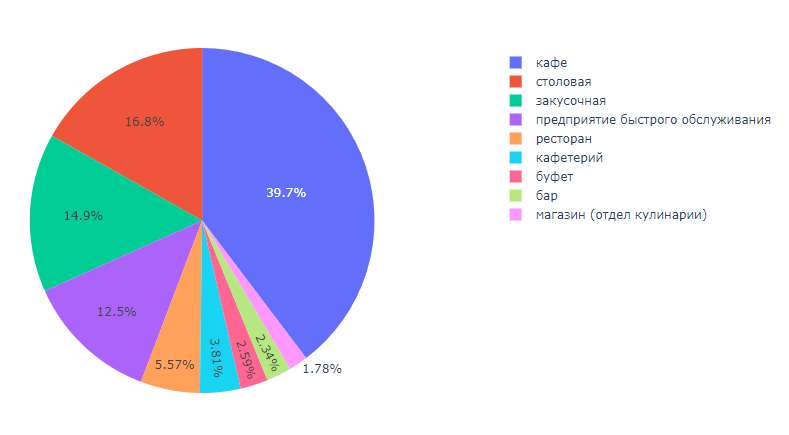 39.7%
16.8%
14.9%
12.5%
5.57%
3.81%
2.59%
2.34%
1.78%
кафе
столовая
закусочная
предприятие быстрого обслуживания
ресторан
кафетерий
буфет
бар
магазин (отдел кулинарии)